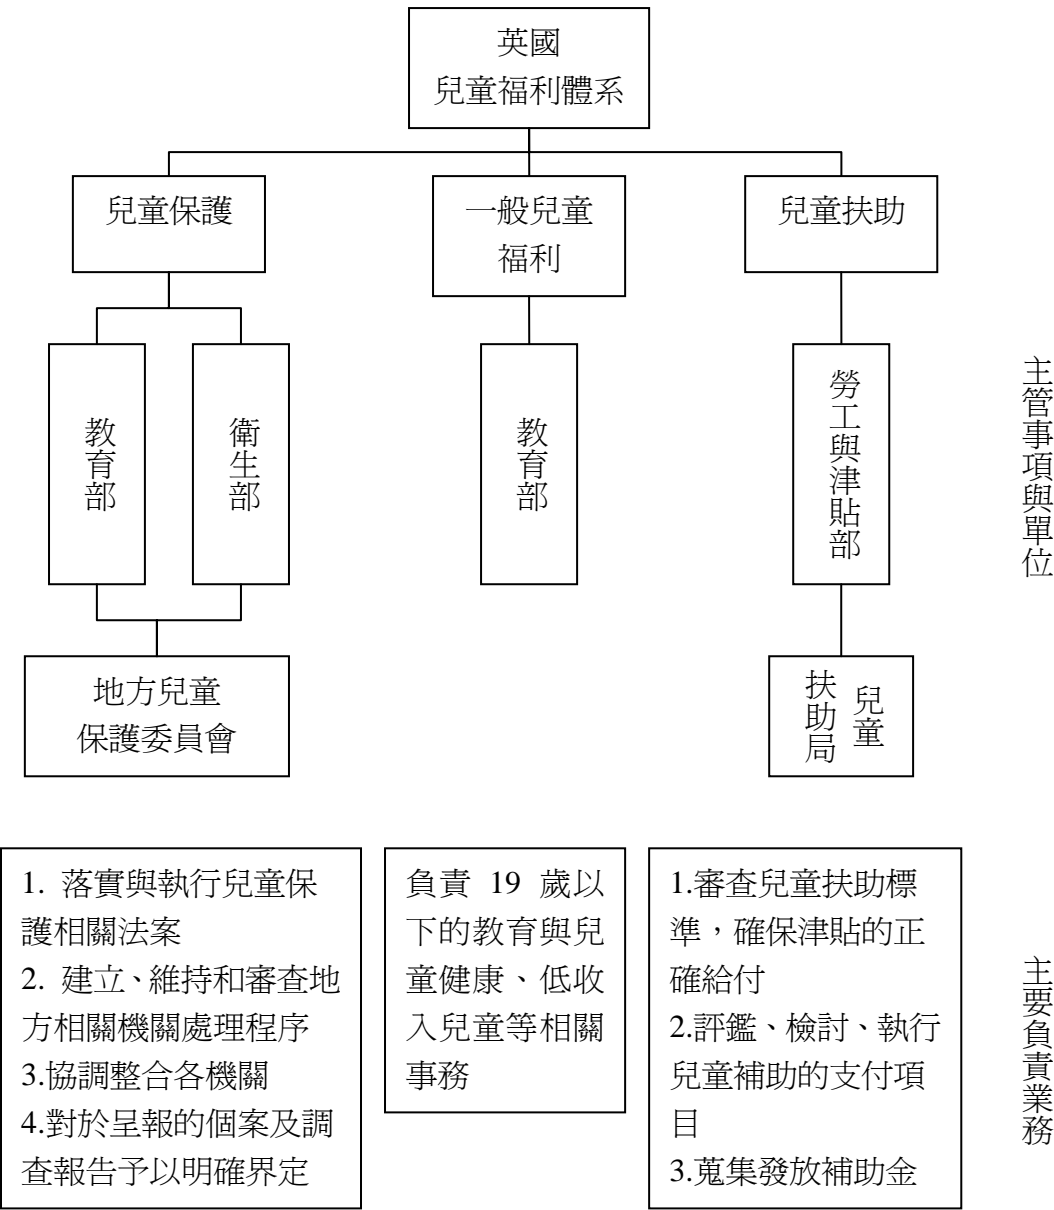 英國
兒童福利體系
兒童保護
一般兒童
福利
兒童扶助
教育部
衛生部
教育部
勞工與津貼部
主管事項與單位
地方兒童
保護委員會
兒童
扶助局
1. 落實與執行兒童保
護相關法案
2. 建立、維持和審查地
方相關機關處理程序
3.協調整合各機關
4.對於呈報的個案及調
查報告予以明確界定
負責 19 歲以
下的教育與兒
童健康、低收
入兒童等相關
事務
1.審查兒童扶助標
準，確保津貼的正
確給付
2.評鑑、檢討、執行
兒童補助的支付項
目
3.蒐集發放補助金
主要負責業務